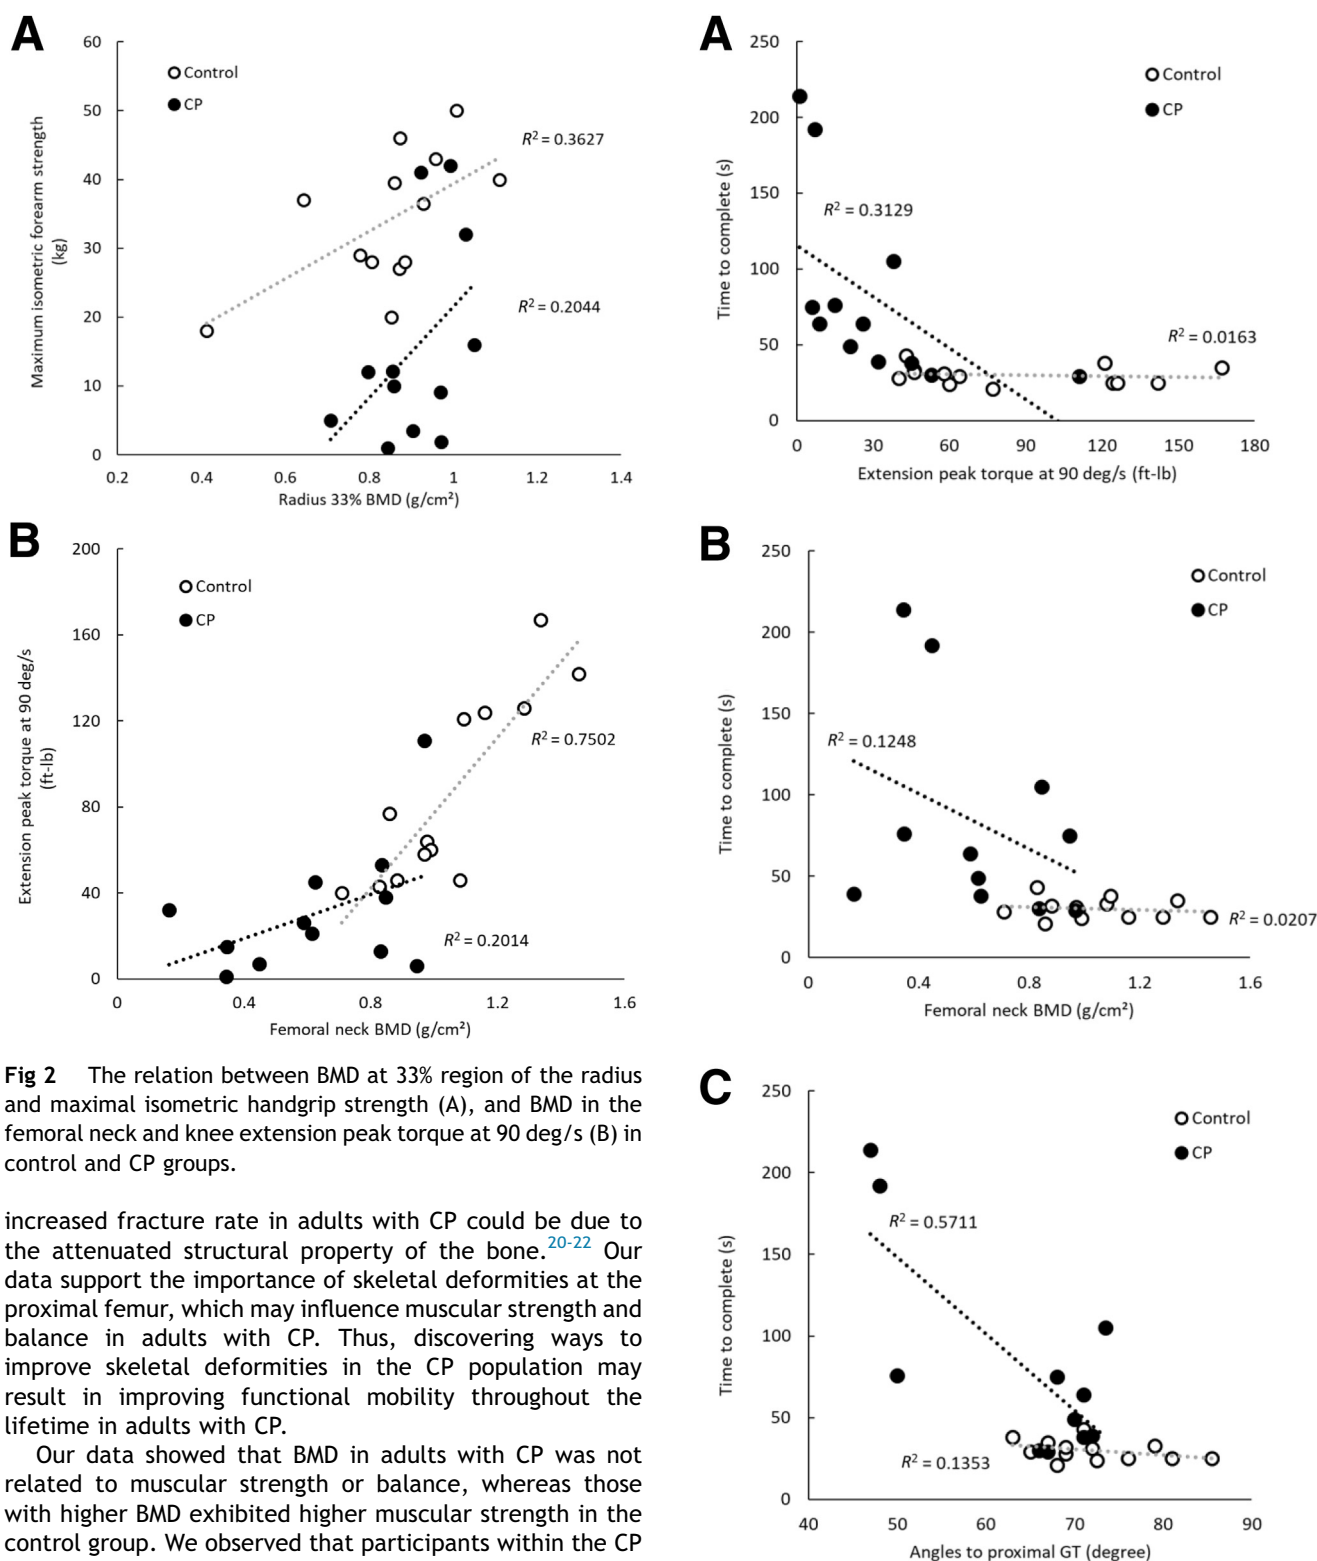 A
60
50
40
30
20
10
0
Maximum isometric forearm strength
(kg)
Control
CP
R² = 0.3627
R² = 0.2044
0.2 0.4 0.6 0.8 1 1.2 1.4
Radius 33% BMD (g/cm²)
B
200
160
120
80
40
0
Extension peak torque at 90 deg/s
(ft-lb)
Control
CP
R² = 0.7502
R² = 0.2014
0 0.4 0.8 1.2 1.6
Femoral neck BMD (g/cm²)
Fig 2 The relation between BMD at 33% region of the radius
and maximal isometric handgrip strength (A), and BMD in the
femoral neck and knee extension peak torque at 90 deg/s (B) in
control and CP groups.
increased fracture rate in adults with CP could be due to
the attenuated structural property of the bone.20-22 Our
data support the importance of skeletal deformities at the
proximal femur, which may influence muscular strength and
balance in adults with CP. Thus, discovering ways to
improve skeletal deformities in the CP population may
result in improving functional mobility throughout the
lifetime in adults with CP.
Our data showed that BMD in adults with CP was not
related to muscular strength or balance, whereas those
with higher BMD exhibited higher muscular strength in the
control group. We observed that participants within the CP
A
250
200
150
100
50
0
Time to complete (s)
Control
CP
R² = 0.3129
R² = 0.0163
0 30 60 90 120 150 180
Extension peak torque at 90 deg/s (ft-lb)
B
250
200
150
100
50
0
Time to complete (s)
Control
CP
R² = 0.1248
R² = 0.0207
0 0.4 0.8 1.2 1.6
Femoral neck BMD (g/cm²)
C
250
200
150
100
50
0
Time to complete (s)
Control
CP
R² = 0.5711
R² = 0.1353
40 50 60 70 80 90
Angles to proximal GT (degree)